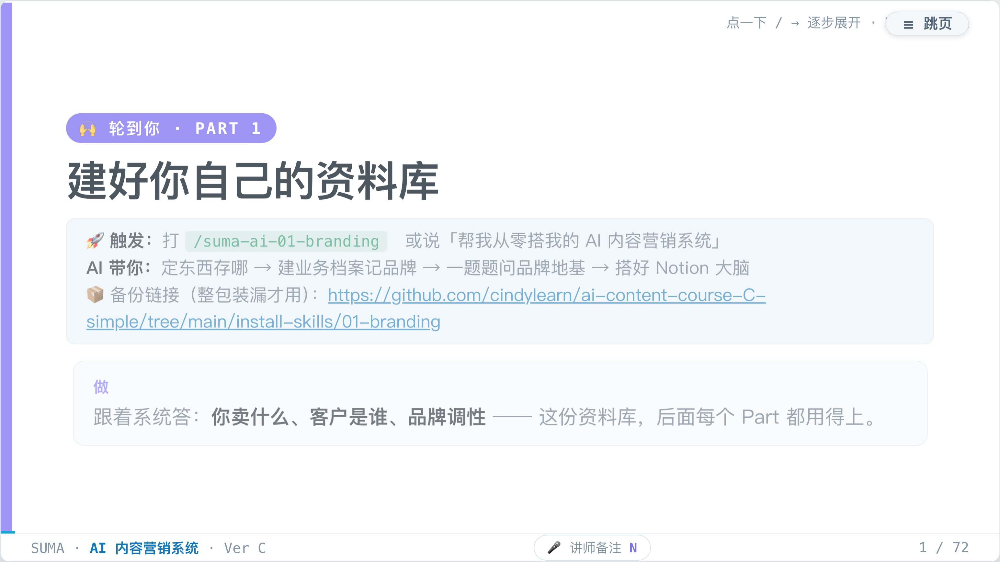 点一下 / → 逐步展开 ·
≡ 跳页
🙌 轮到你 · PART 1
建好你自己的资料库
🚀 触发：打 /suma-ai-01-branding 或说「帮我从零搭我的 AI 内容营销系统」
AI 带你：定东西存哪 → 建业务档案记品牌 → 一题题问品牌地基 → 搭好 Notion 大脑
📦 备份链接（整包装漏才用）：https://github.com/cindylearn/ai-content-course-C-
simple/tree/main/install-skills/01-branding
做
跟着系统答：你卖什么、客户是谁、品牌调性 —— 这份资料库，后面每个 Part 都用得上。
SUMA · AI 内容营销系统 · Ver C
🎤 讲师备注 N
1 / 72